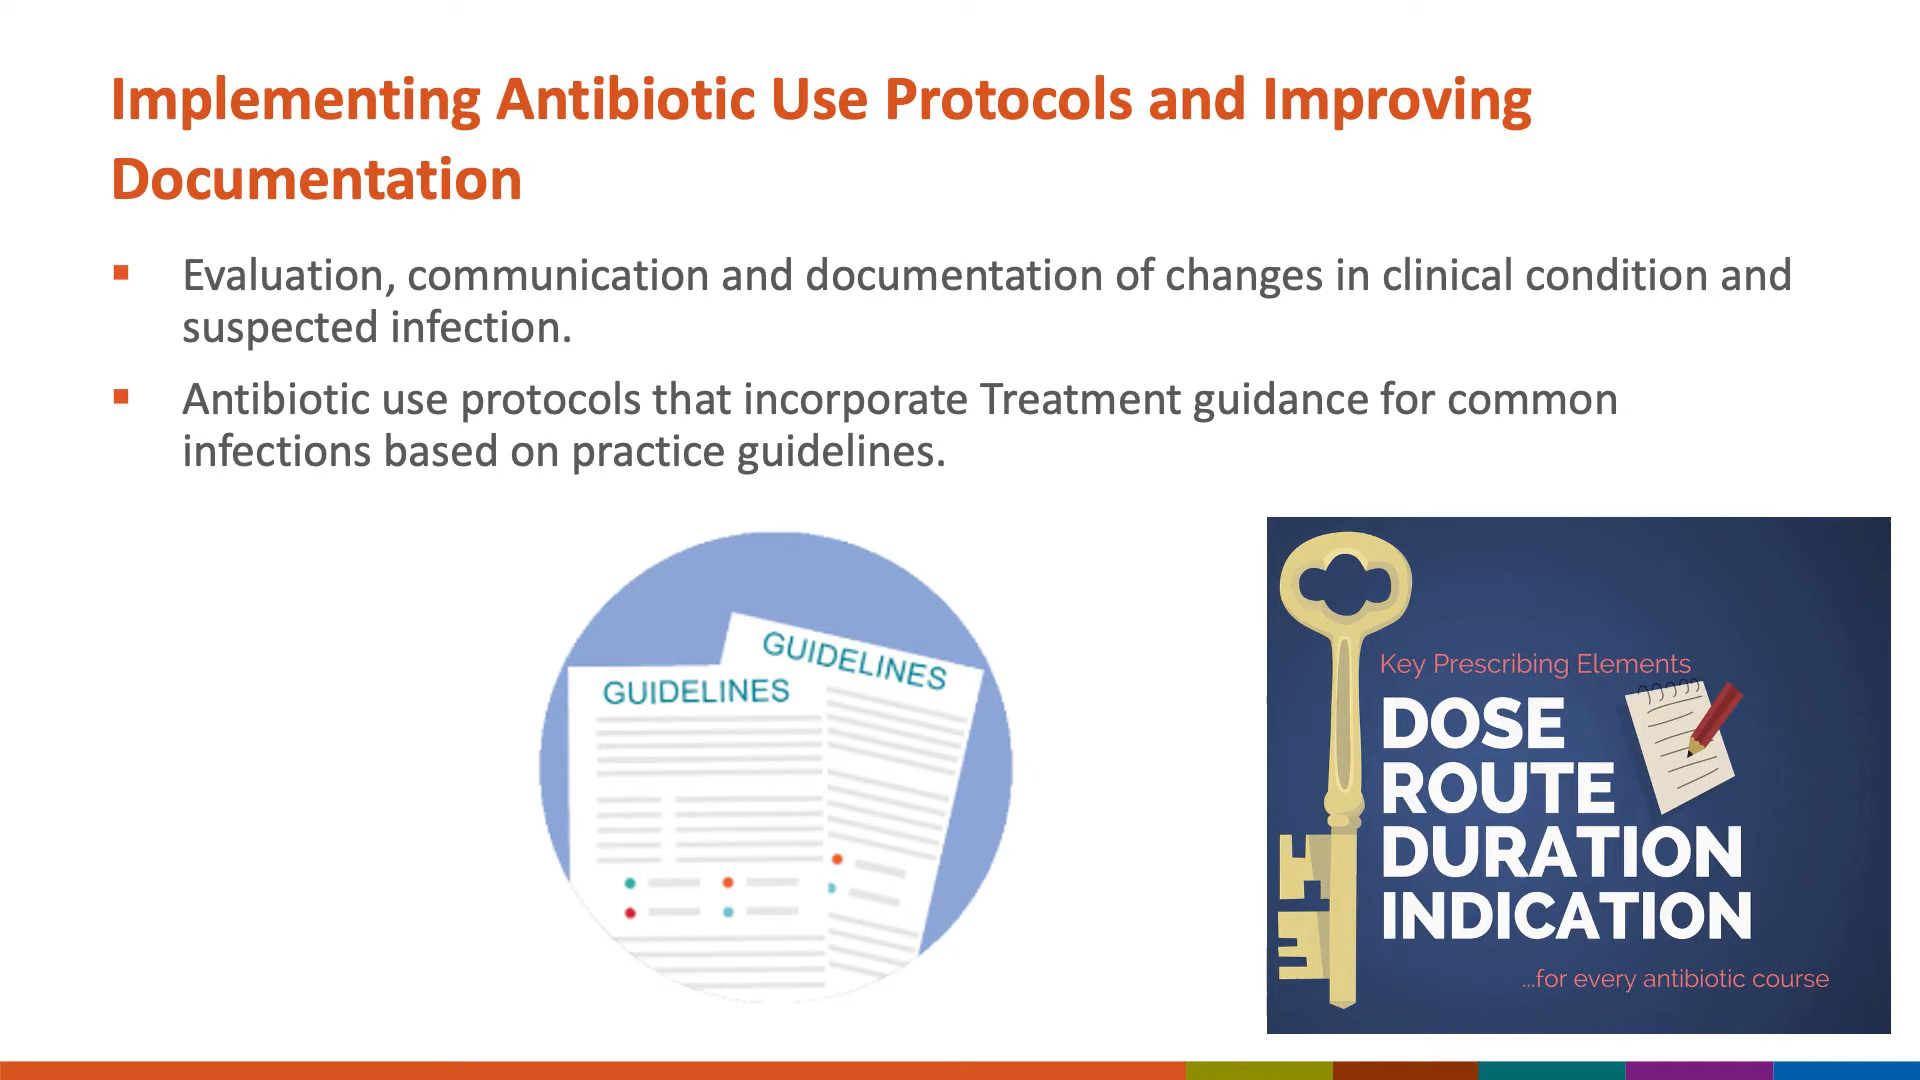 Implementing Antibiotic Use Protocols and Improving
Documentation
▪ Evaluation, communication and documentation of changes in clinical condition and
suspected infection.
▪ Antibiotic use protocols that incorporate Treatment guidance for common
infections based on practice guidelines.
GUIDELINES
GUIDELINES
Key Prescribing Elements
DOSE
ROUTE
DURATION
INDICATION
...for every antibiotic course